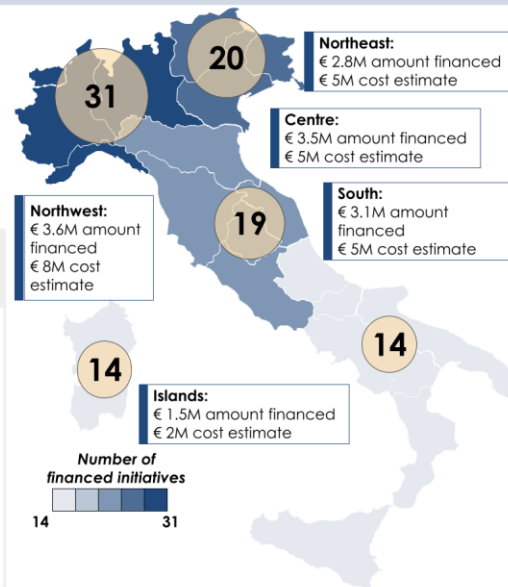 20
Northeast:
€ 2.8M amount financed
€ 5M cost estimate
31
Centre:
€ 3.5M amount financed
€ 5M cost estimate
Northwest:
€ 3.6M amount
financed
€ 8M cost
estimate
19
South:
€ 3.1M amount
financed
€ 5M cost estimate
14
14
Islands:
€ 1.5M amount financed
€ 2M cost estimate
Number of
financed initiatives
14 31